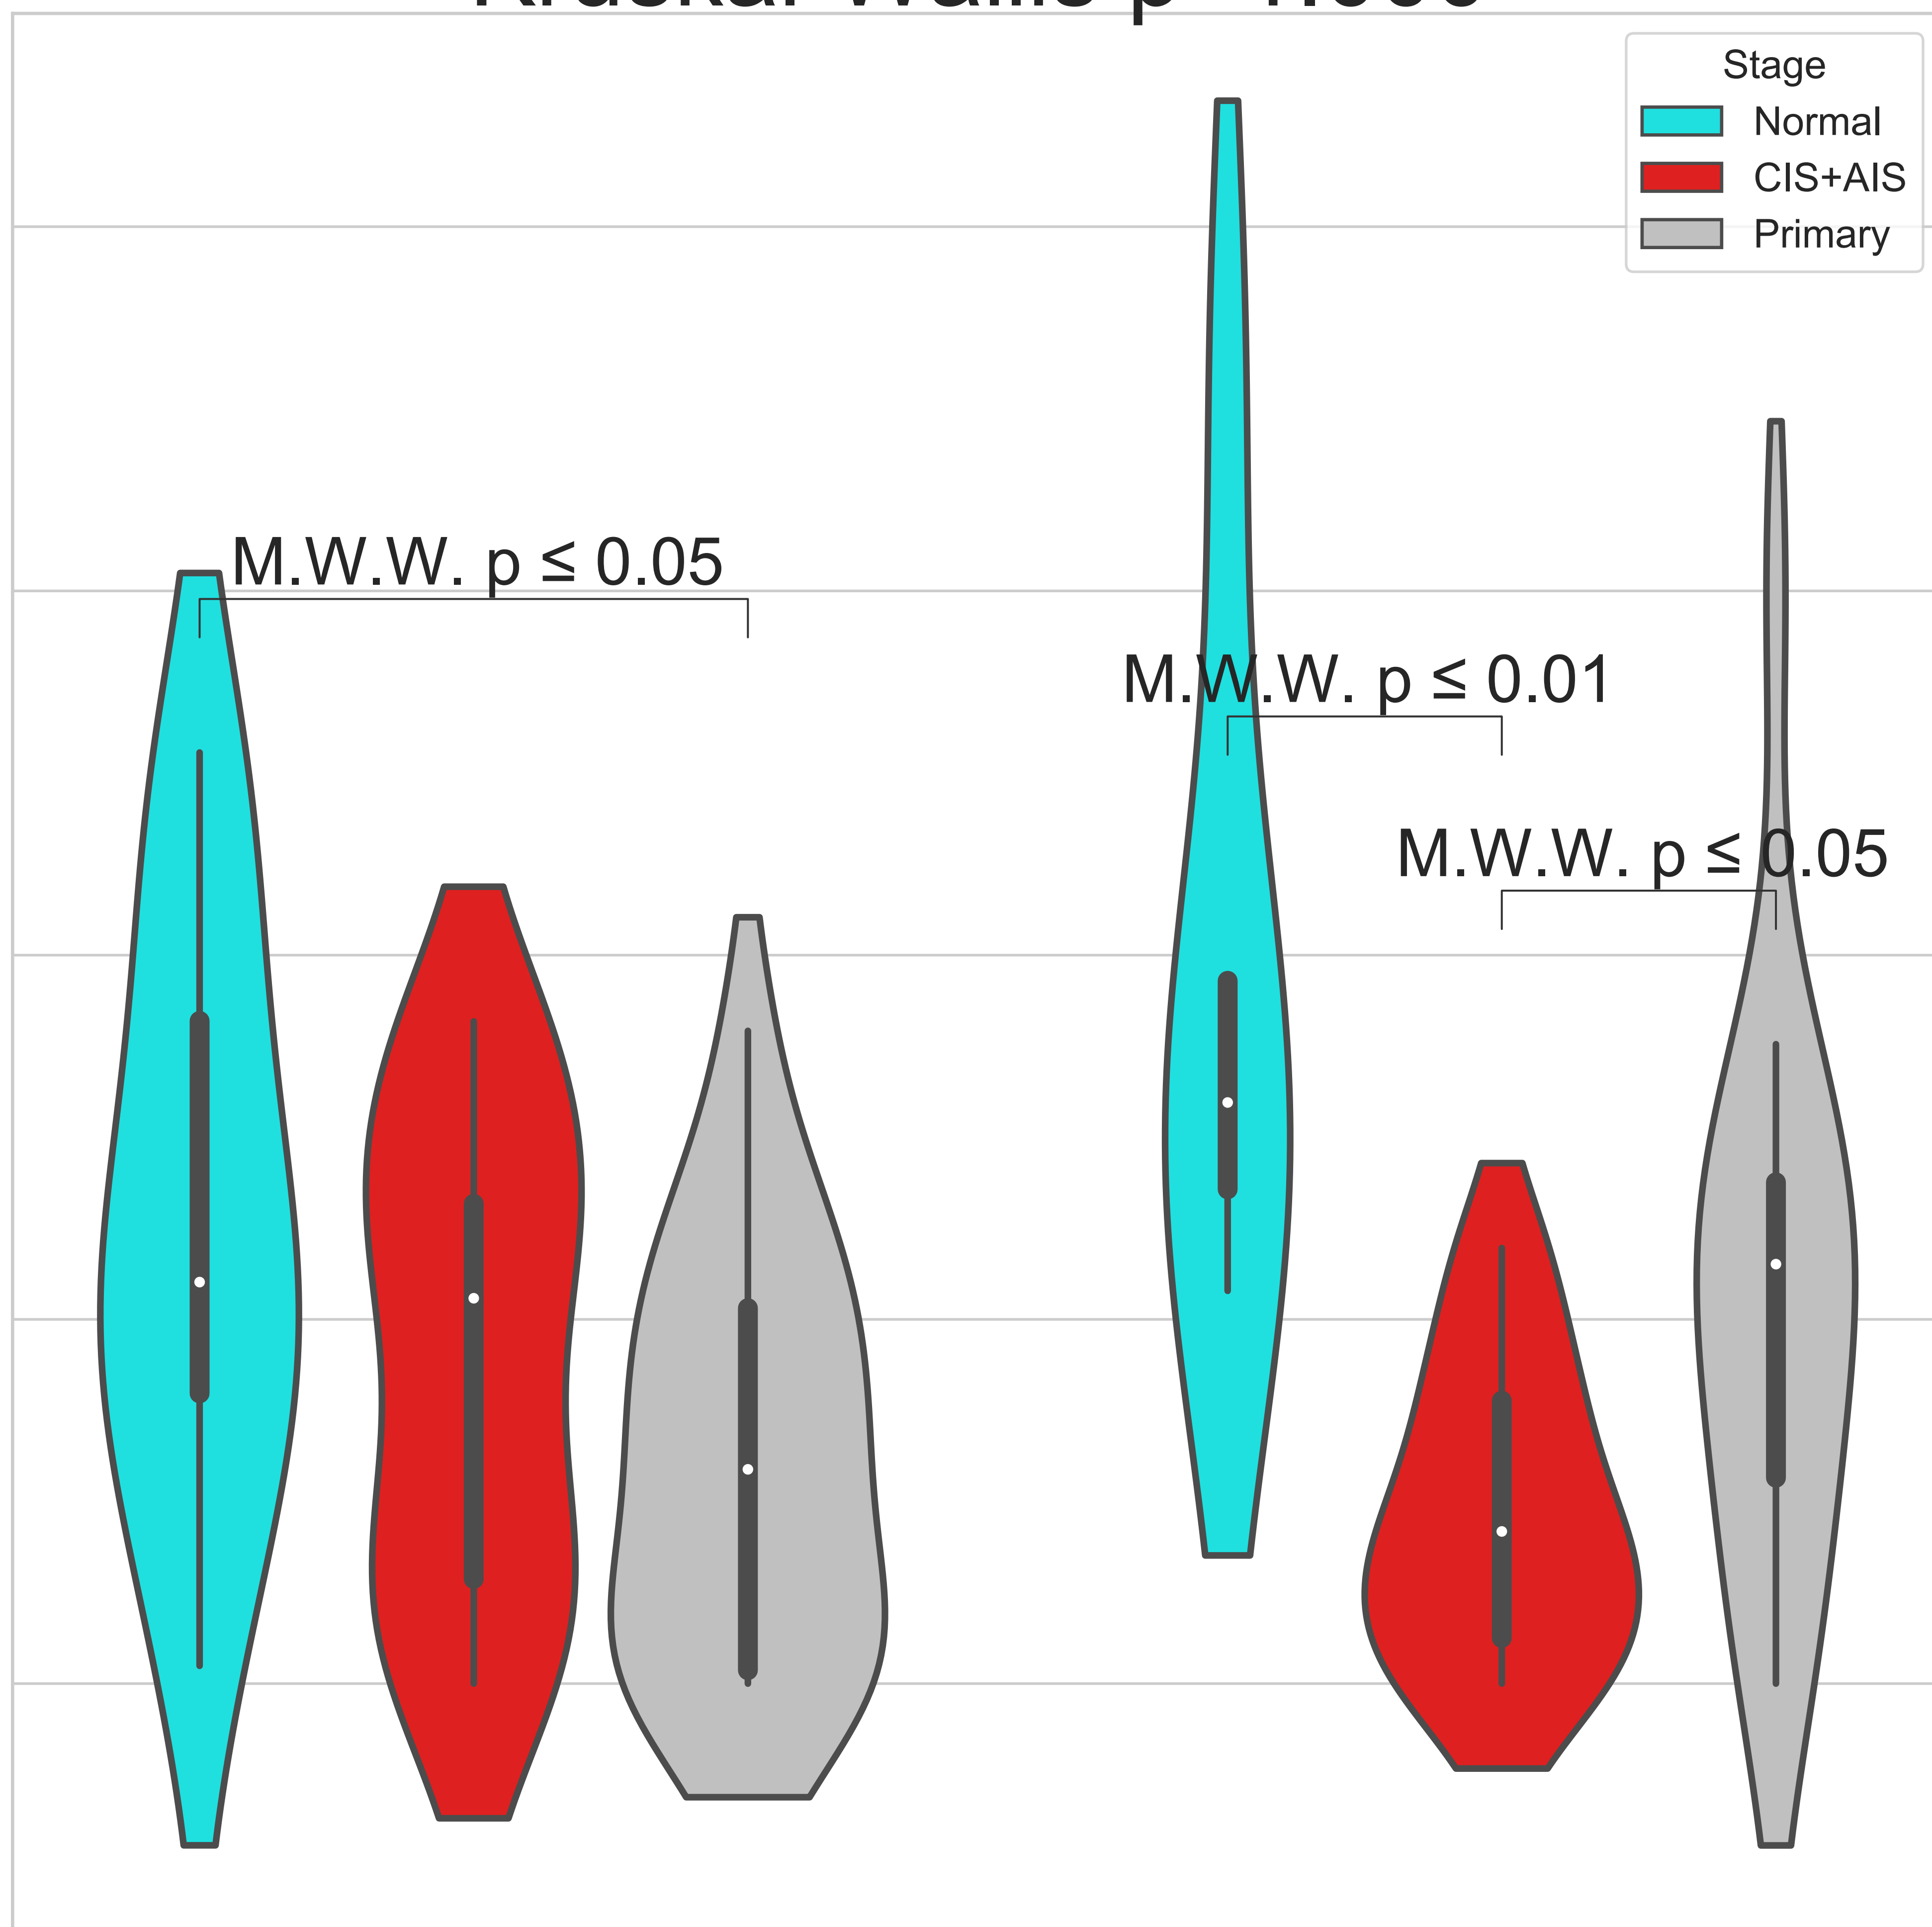 Stage
Normal
CIS+AIS
Primary
M.W.W. p ≤ 0.05
M.W.W. p ≤ 0.01
M.W.W. p ≤ 0.05